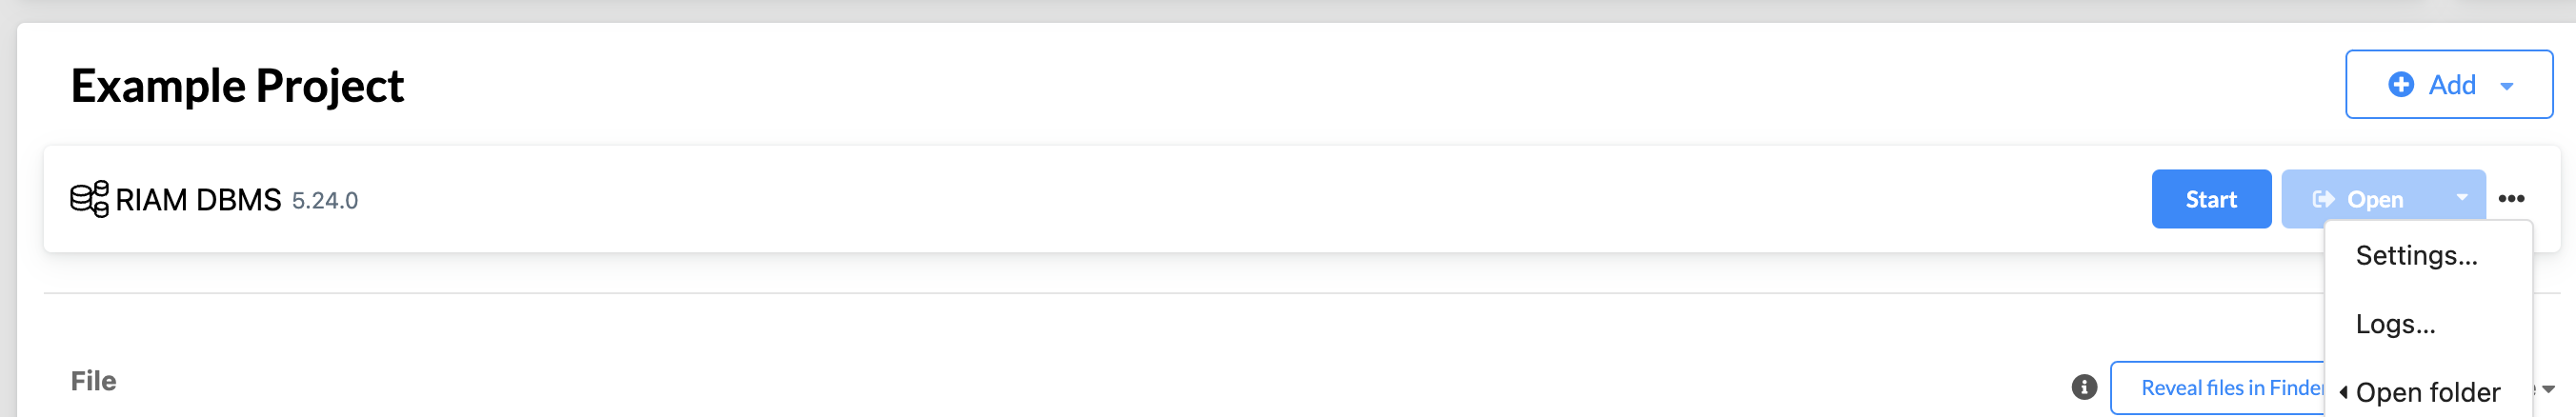 Example Project
Add
RIAM DBMS 5.24.0
Start
Open
Settings...
Logs...
File
Reveal files in Finder
Open folder